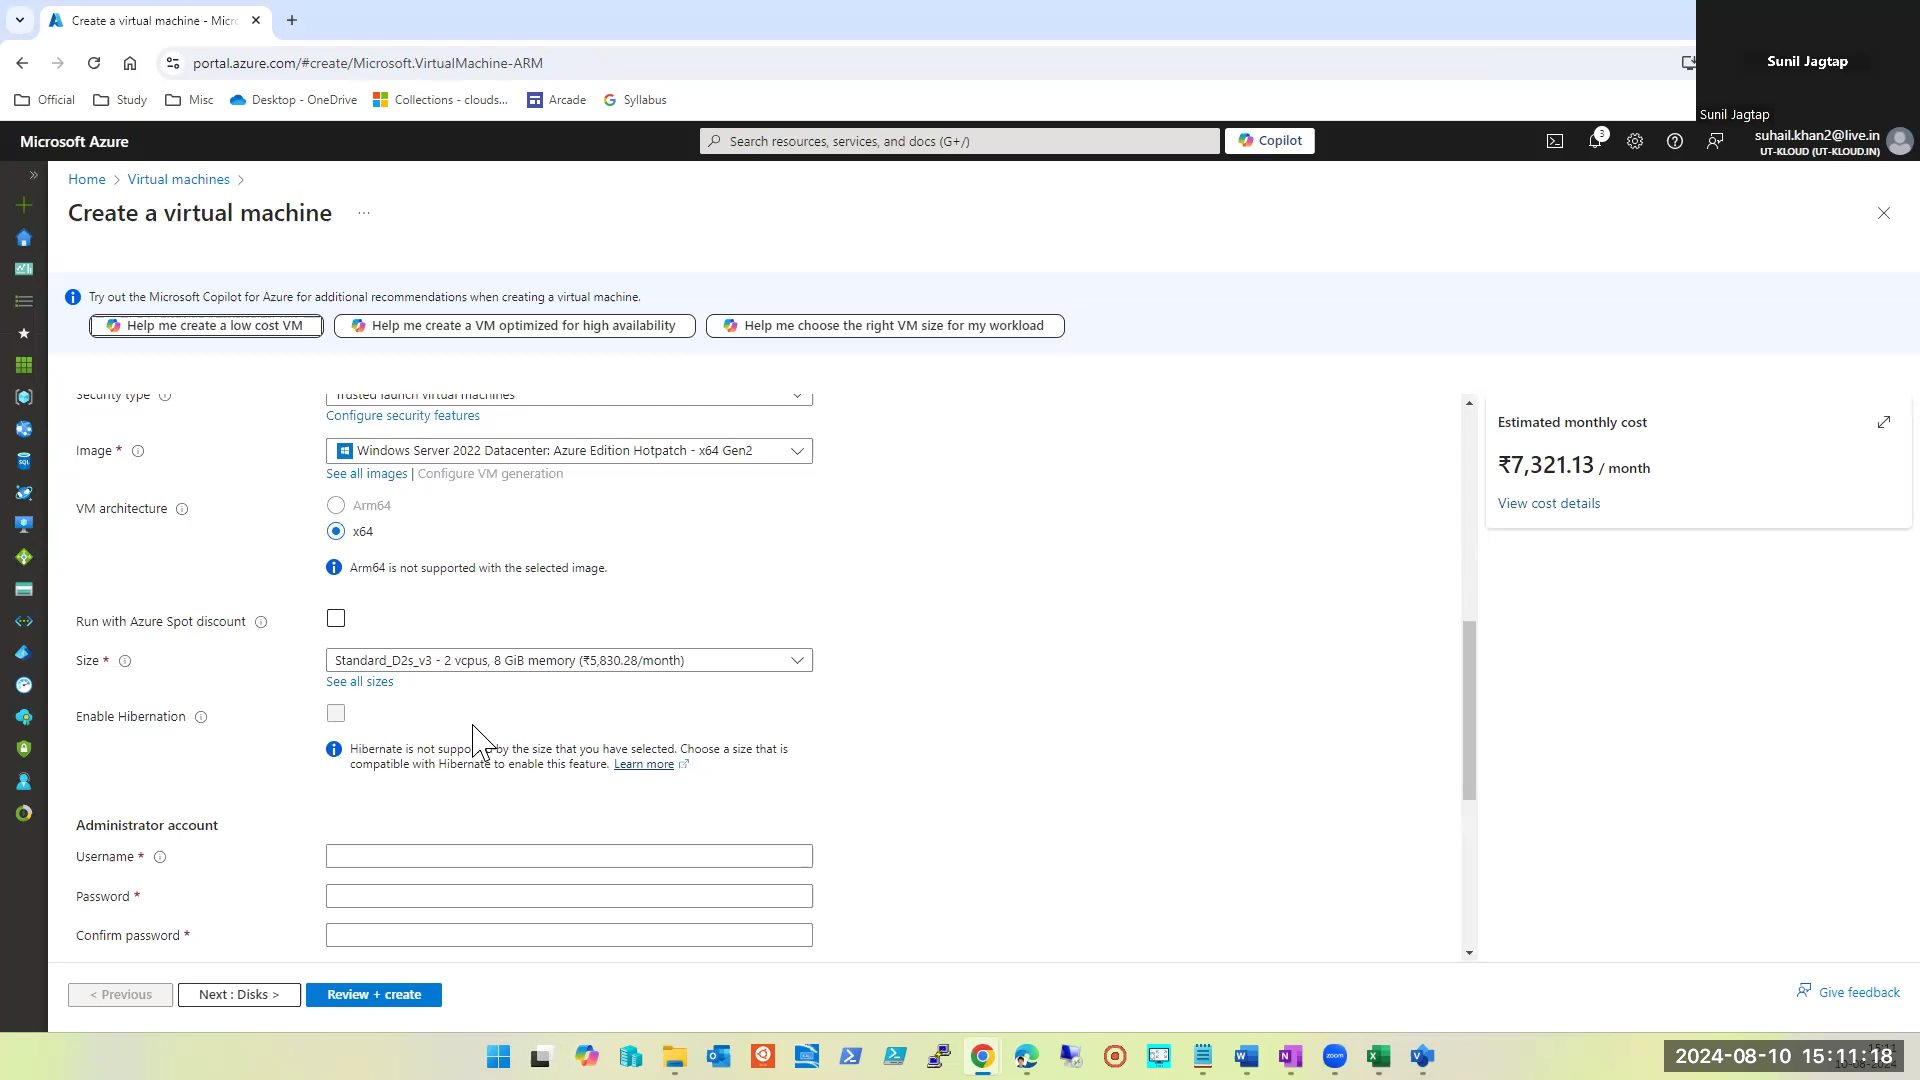 Create a virtual machine - Micr
portal.azure.com/#create/Microsoft.VirtualMachine-ARM
Sunil Jagtap
Official Study Misc Desktop - OneDrive Collections - clouds... Arcade Syllabus
Sunil Jagtap
Microsoft Azure
Search resources, services, and docs (G+/)
Copilot
3
suhail.khan2@live.in
UT-KLOUD (UT-KLOUD.IN)
Home > Virtual machines >
Create a virtual machine ...
Try out the Microsoft Copilot for Azure for additional recommendations when creating a virtual machine.
Help me create a low cost VM
Help me create a VM optimized for high availability
Help me choose the right VM size for my workload
Security type Trusted launch virtual machines
Configure security features
Image * Windows Server 2022 Datacenter: Azure Edition Hotpatch - x64 Gen2
See all images | Configure VM generation
VM architecture Arm64
x64
Arm64 is not supported with the selected image.
Run with Azure Spot discount
Size * Standard_D2s_v3 - 2 vcpus, 8 GiB memory (₹5,830.28/month)
See all sizes
Enable Hibernation
Hibernate is not suppo by the size that you have selected. Choose a size that is
compatible with Hibernate to enable this feature. Learn more
Administrator account
Username *
Password *
Confirm password *
Estimated monthly cost
₹7,321.13 / month
View cost details
< Previous Next : Disks > Review + create
Give feedback
2024-08-10 15:11:18